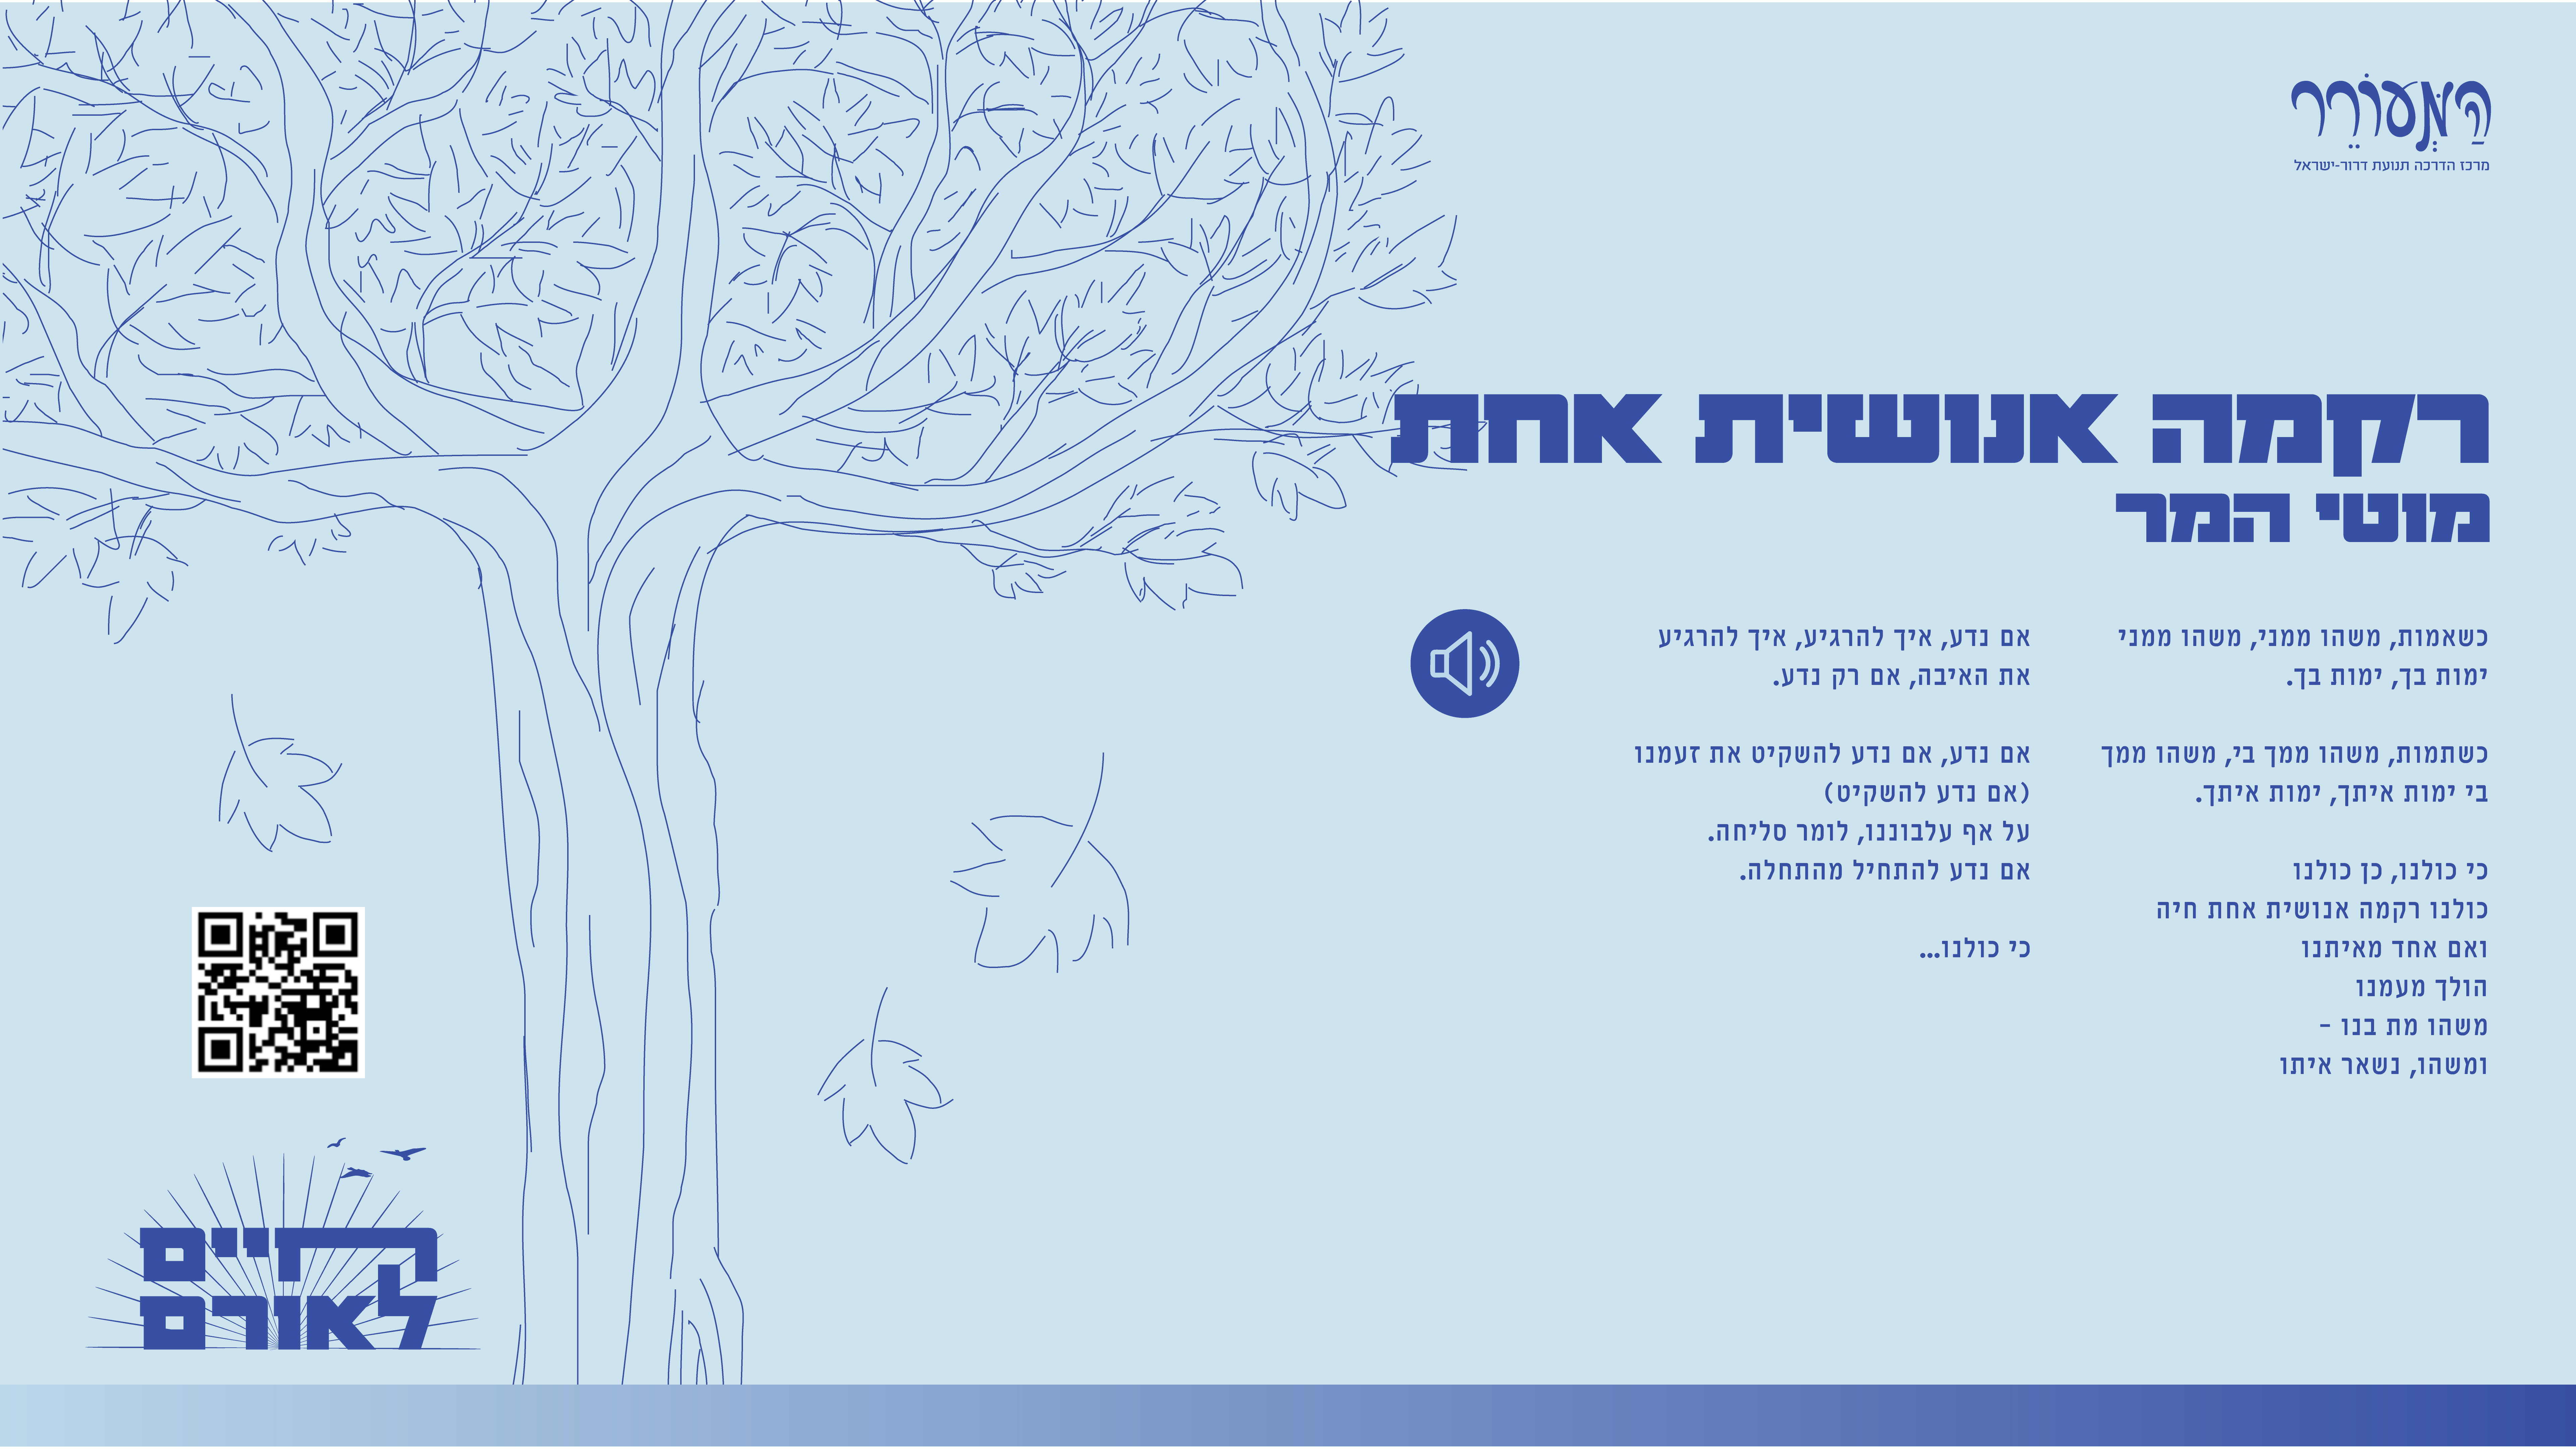 הַמְּעוֹרֵר
מרכז הדרכה תנועת דרור-ישראל
רקמה אנושית אחת
מוטי המר
כשאמות, משהו ממני, משהו ממני
ימות בך, ימות בך.
כשתמות, משהו ממך בי, משהו ממך
בי ימות איתך, ימות איתך.
כי כולנו, כן כולנו
כולנו רקמה אנושית אחת חיה
ואם אחד מאיתנו
הולך מעמנו
משהו מת בנו -
ומשהו, נשאר איתו
אם נדע, איך להרגיע, איך להרגיע
את האיבה, אם רק נדע.
אם נדע, אם נדע להשקיט את זעמנו
(אם נדע להשקיט)
על אף עלבוננו, לומר סליחה.
אם נדע להתחיל מהתחלה.
כי כולנו...
החיים
לאורם